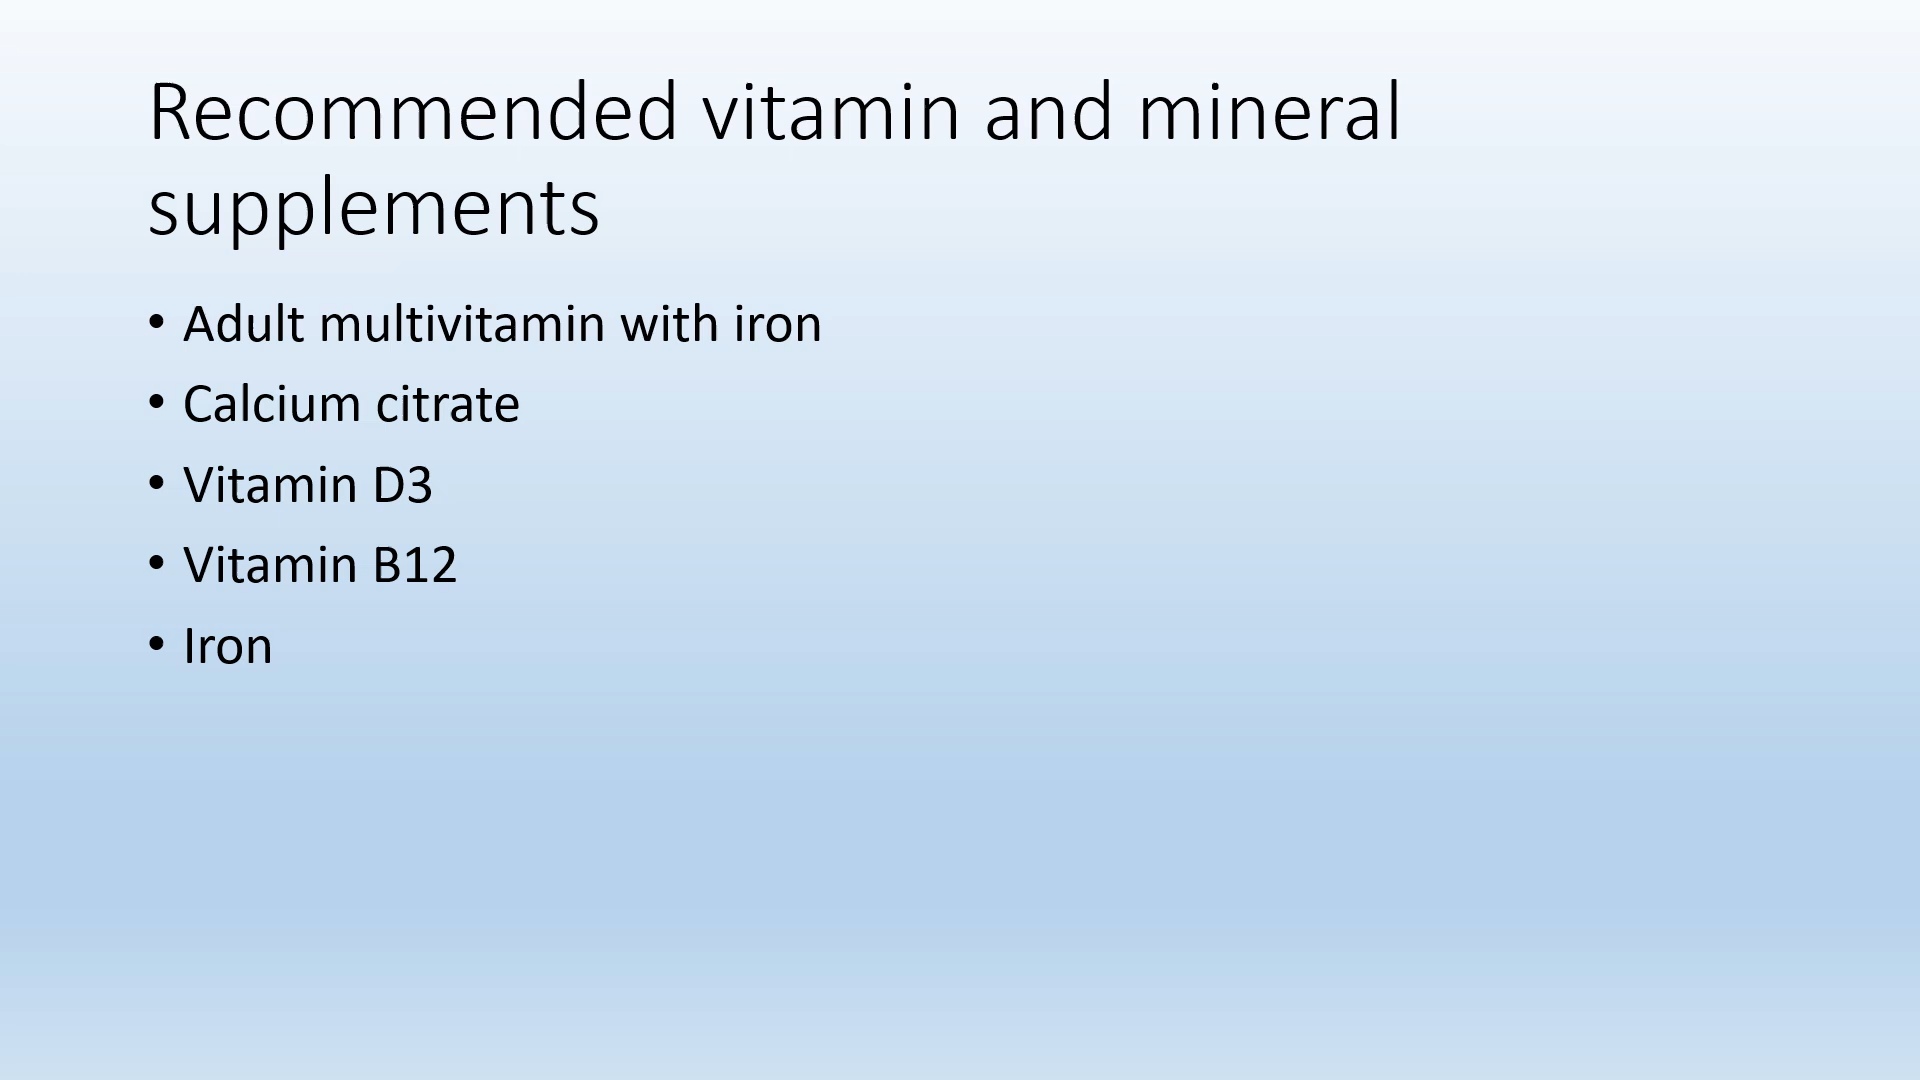 Recommended vitamin and mineral
supplements
• Adult multivitamin with iron
• Calcium citrate
• Vitamin D3
• Vitamin B12
• Iron